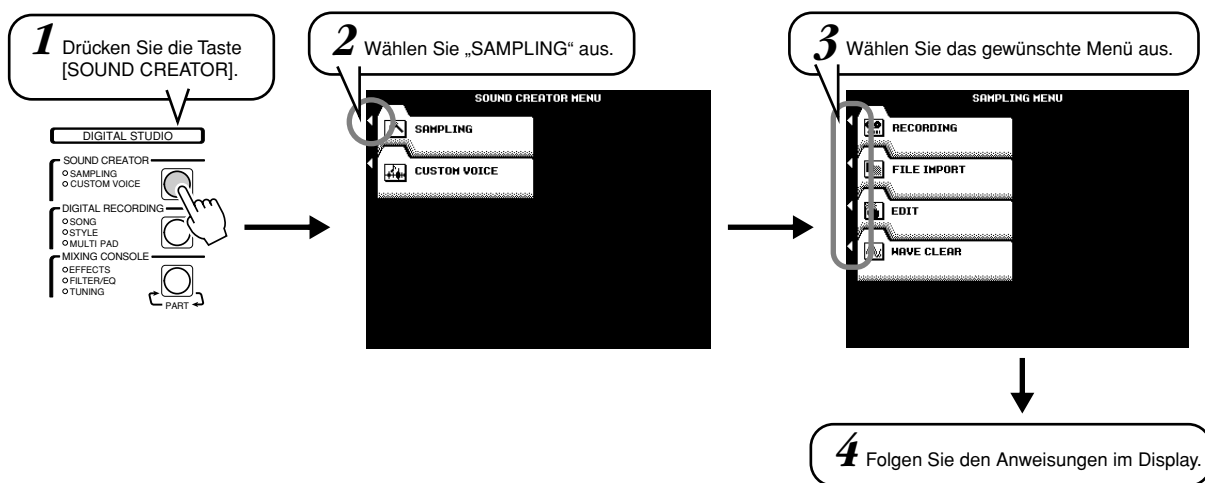 1 Drücken Sie die Taste
[SOUND CREATOR].
DIGITAL STUDIO
SOUND CREATOR
SAMPLING
CUSTOM VOICE
DIGITAL RECORDING
SONG
STYLE
MULTI PAD
MIXING CONSOLE
EFFECTS
FILTER/EQ
TUNING
PART
2 Wählen Sie „SAMPLING“ aus.
SOUND CREATOR MENU
SAMPLING
CUSTOM VOICE
3 Wählen Sie das gewünschte Menü aus.
SAMPLING MENU
RECORDING
FILE IMPORT
EDIT
WAVE CLEAR
4 Folgen Sie den Anweisungen im Display.